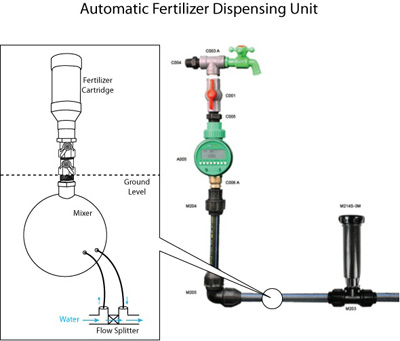 Automatic Fertilizer Dispensing Unit
Fertilizer
Cartridge
Ground
Level
Mixer
Water
Flow Splitter
C003 A
C004
C001
C005
A005
C006 A
M204
M205
M214S-3M
M203